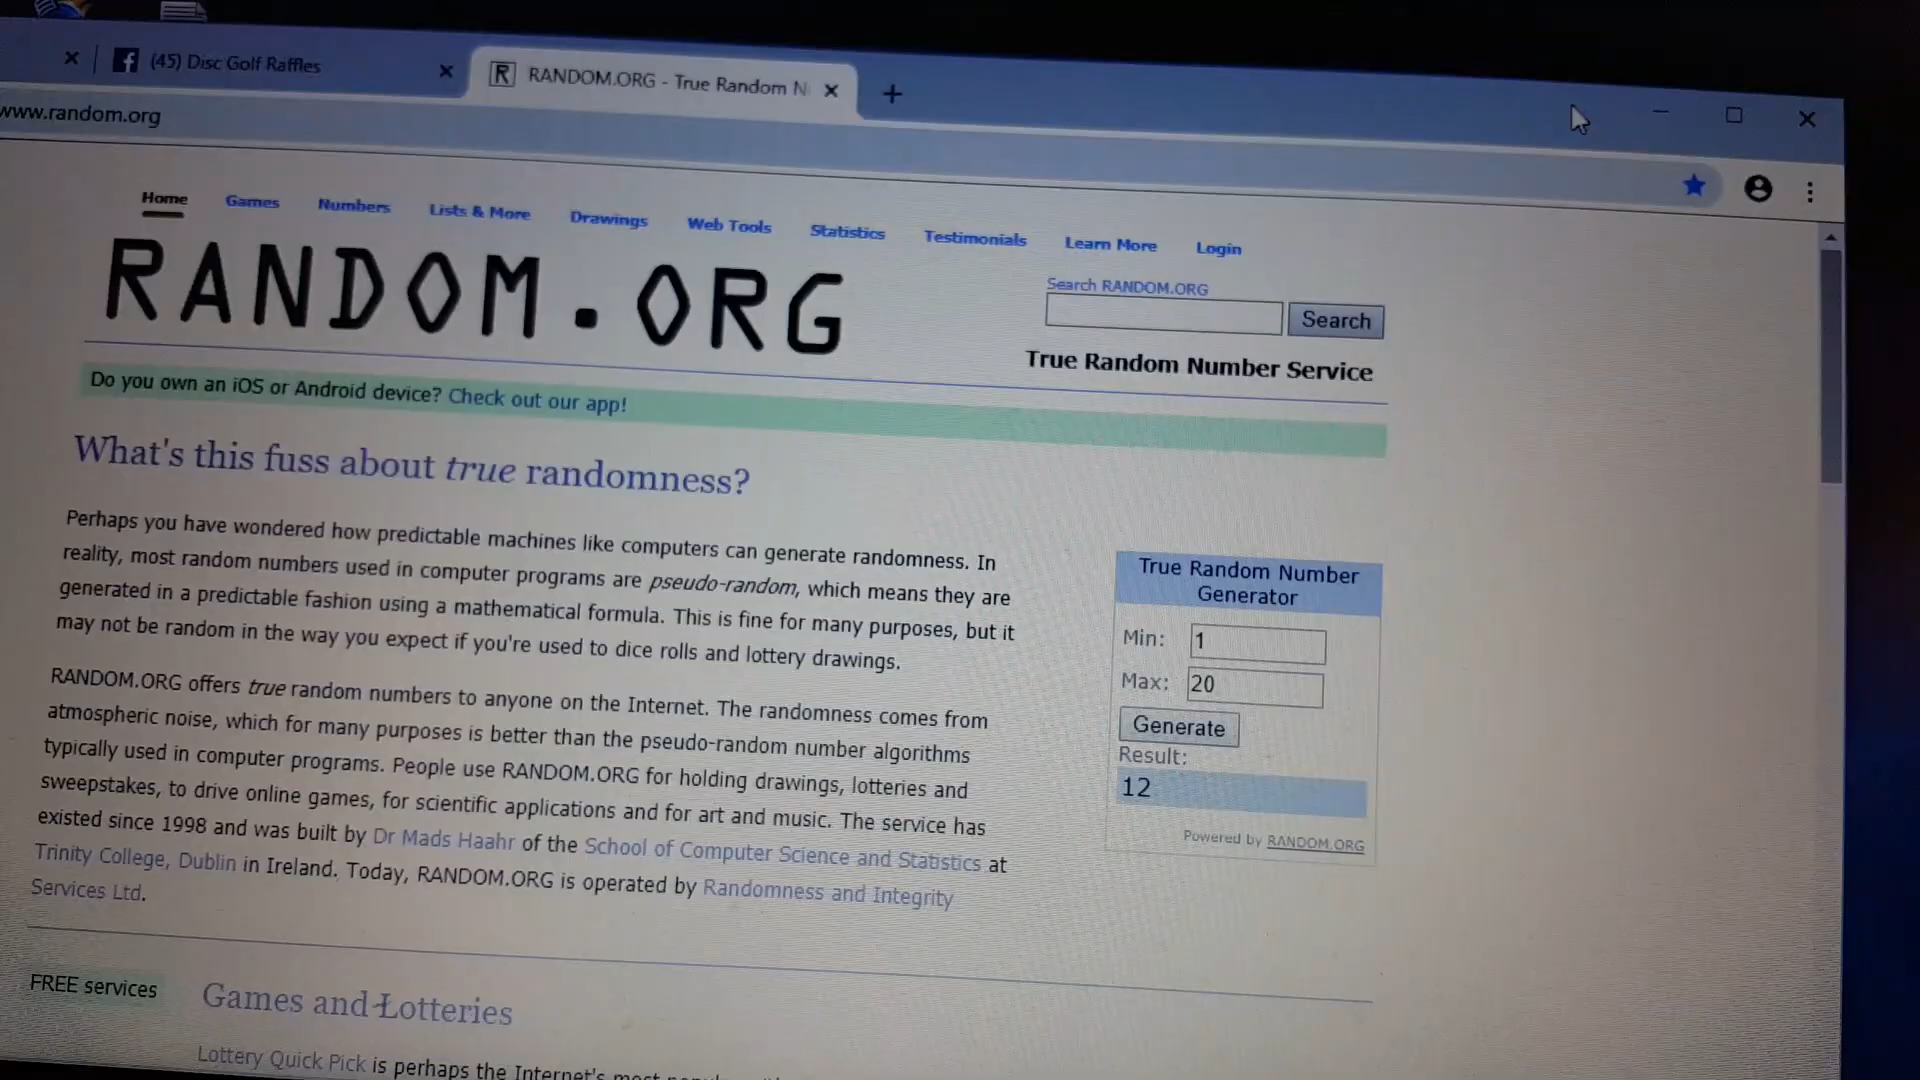 (45) Disc Golf Raffles
RANDOM.ORG - True Random N
www.random.org
Home Games Numbers Lists & More Drawings Web Tools Statistics Testimonials Learn More Login
RANDOM.ORG
Search RANDOM.ORG
Search
True Random Number Service
Do you own an iOS or Android device? Check out our app!
What's this fuss about true randomness?
Perhaps you have wondered how predictable machines like computers can generate randomness. In
reality, most random numbers used in computer programs are pseudo-random, which means they are
generated in a predictable fashion using a mathematical formula. This is fine for many purposes, but it
may not be random in the way you expect if you're used to dice rolls and lottery drawings.
RANDOM.ORG offers true random numbers to anyone on the Internet. The randomness comes from
atmospheric noise, which for many purposes is better than the pseudo-random number algorithms
typically used in computer programs. People use RANDOM.ORG for holding drawings, lotteries and
sweepstakes, to drive online games, for scientific applications and for art and music. The service has
existed since 1998 and was built by Dr Mads Haahr of the School of Computer Science and Statistics at
Trinity College, Dublin in Ireland. Today, RANDOM.ORG is operated by Randomness and Integrity
Services Ltd.
True Random Number
Generator
Min: 1
Max: 20
Generate
Result:
12
Powered by RANDOM.ORG
FREE services
Games and Lotteries
Lottery Quick Pick is perhaps the Internet's most